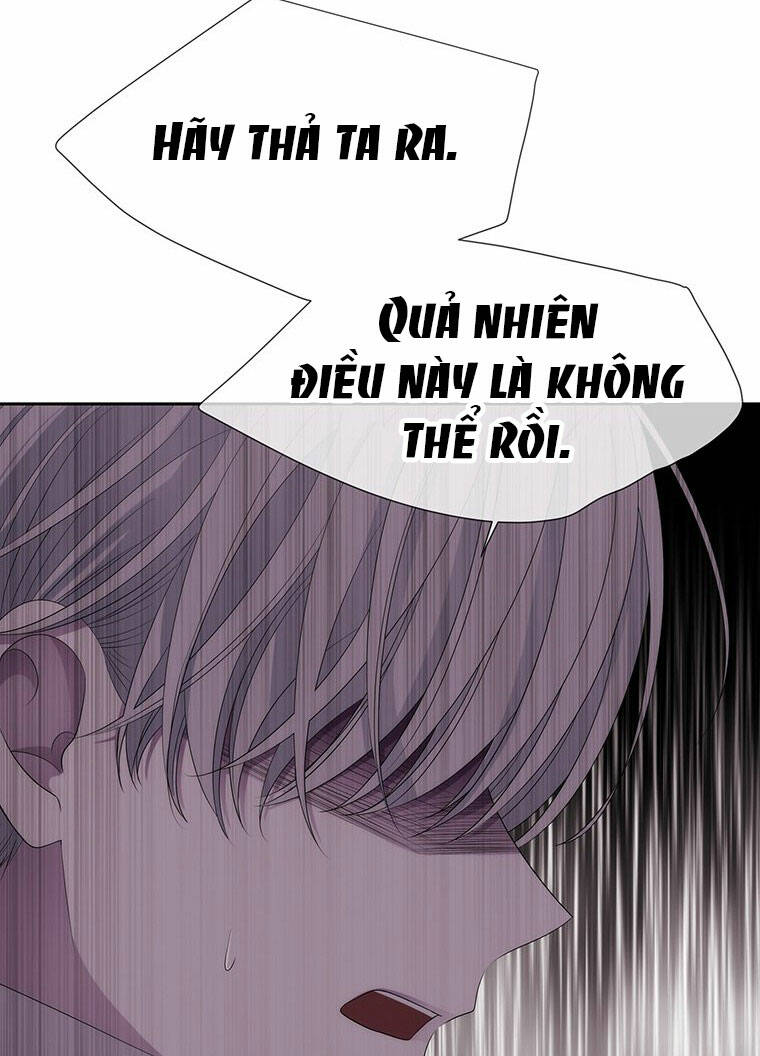 HÃY THẢ TA RA.
QUẢ NHIÊN
ĐIỀU NÀY LÀ KHÔNG
THỂ RỒI.